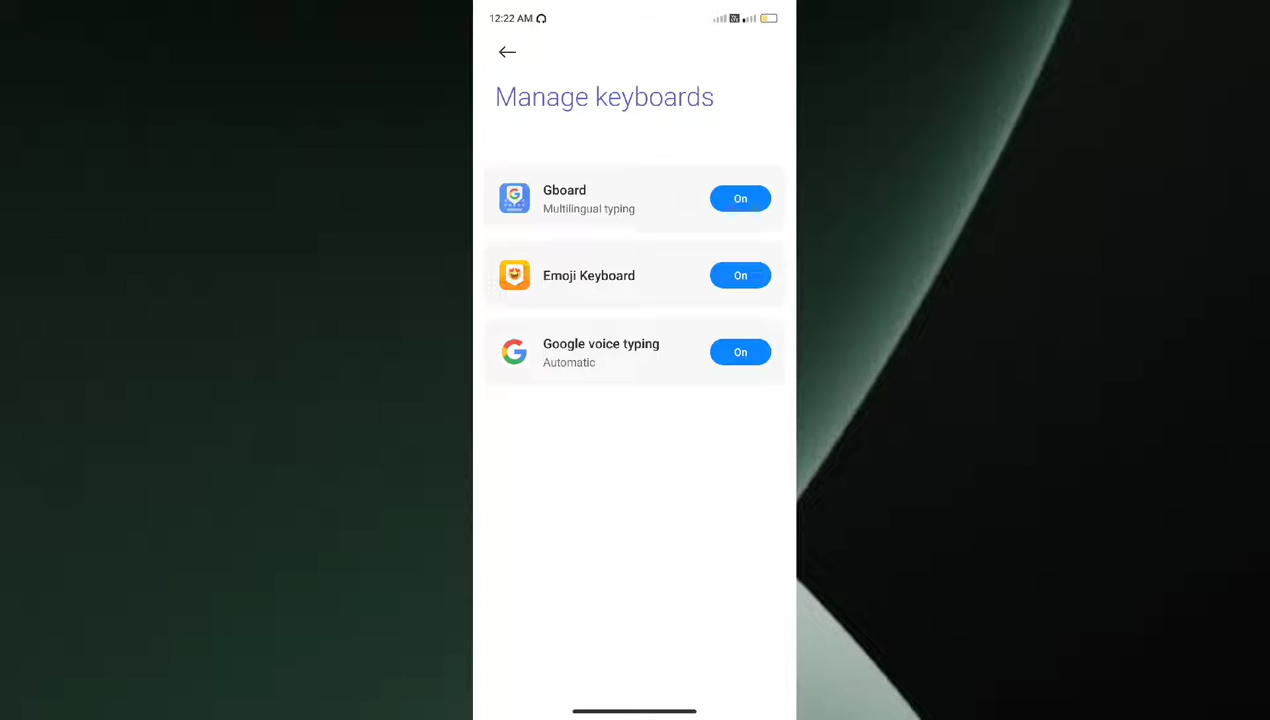 12:22 AM
Manage keyboards
Gboard
Multilingual typing
On
Emoji Keyboard
On
Google voice typing
Automatic
On